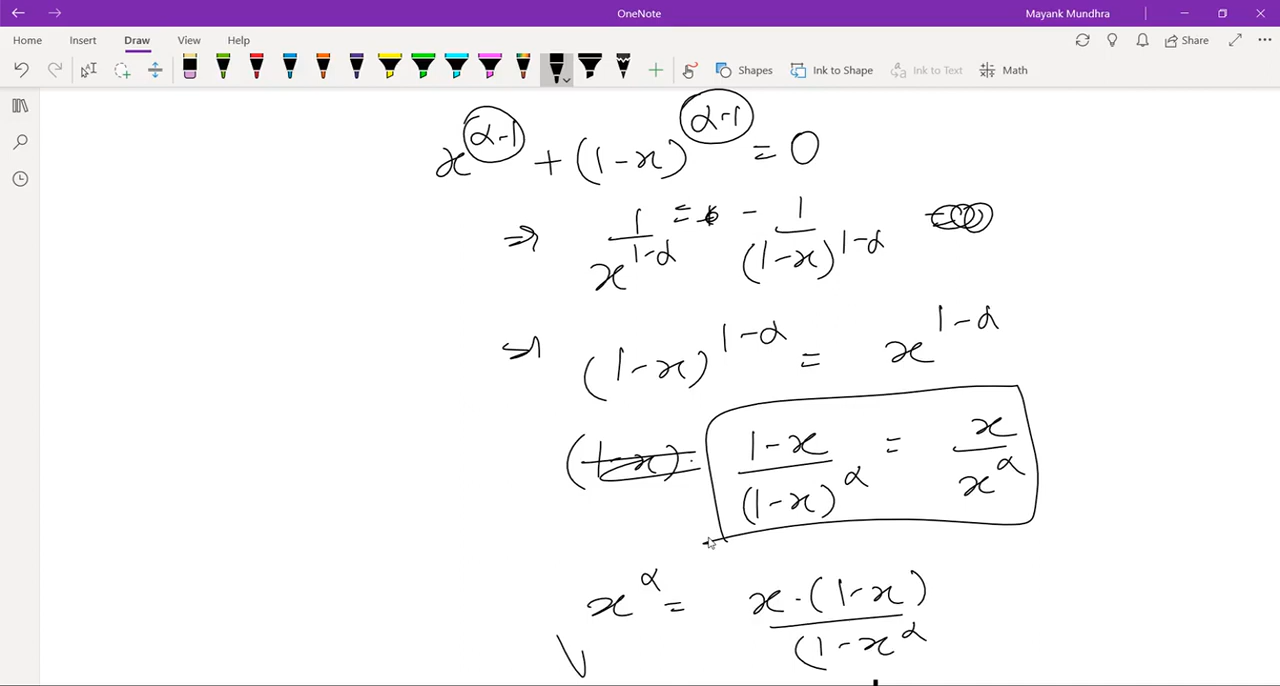 OneNote
Mayank Mundhra
Home Insert Draw View Help
Share
Shapes Ink to Shape Ink to Text Math
x^(α-1) + (1-x)^(α-1) = 0
⇒ 1/x^(1-α) = - 1/(1-x)^(1-α)
⇒ (1-x)^(1-α) = x^(1-α)
(1-x)/(1-x)^α = x/x^α
x^α = x·(1-x)/(1-x^α